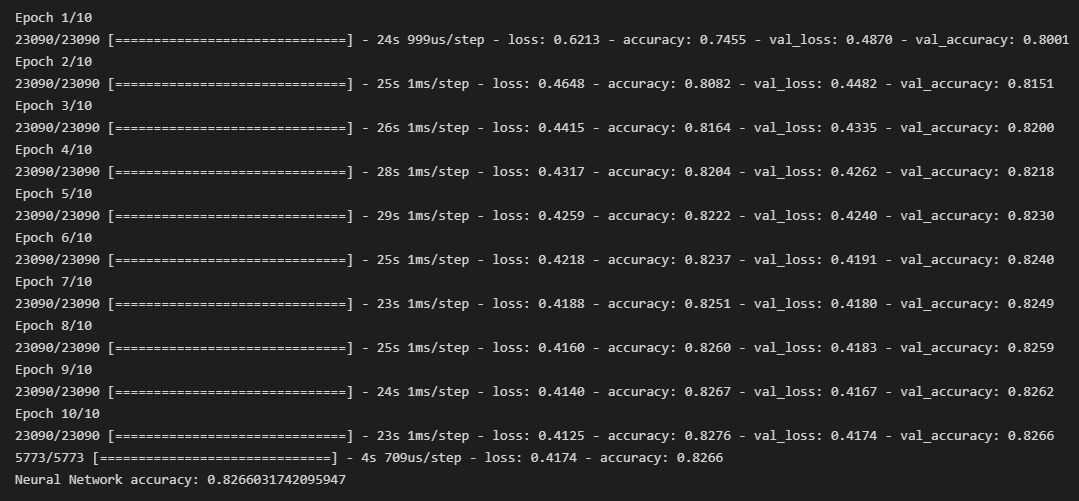 Epoch 1/10
23090/23090 [==============================] - 24s 999us/step - loss: 0.6213 - accuracy: 0.7455 - val_loss: 0.4870 - val_accuracy: 0.8001
Epoch 2/10
23090/23090 [==============================] - 25s 1ms/step - loss: 0.4648 - accuracy: 0.8082 - val_loss: 0.4482 - val_accuracy: 0.8151
Epoch 3/10
23090/23090 [==============================] - 26s 1ms/step - loss: 0.4415 - accuracy: 0.8164 - val_loss: 0.4335 - val_accuracy: 0.8200
Epoch 4/10
23090/23090 [==============================] - 28s 1ms/step - loss: 0.4317 - accuracy: 0.8204 - val_loss: 0.4262 - val_accuracy: 0.8218
Epoch 5/10
23090/23090 [==============================] - 29s 1ms/step - loss: 0.4259 - accuracy: 0.8222 - val_loss: 0.4240 - val_accuracy: 0.8230
Epoch 6/10
23090/23090 [==============================] - 25s 1ms/step - loss: 0.4218 - accuracy: 0.8237 - val_loss: 0.4191 - val_accuracy: 0.8240
Epoch 7/10
23090/23090 [==============================] - 23s 1ms/step - loss: 0.4188 - accuracy: 0.8251 - val_loss: 0.4180 - val_accuracy: 0.8249
Epoch 8/10
23090/23090 [==============================] - 25s 1ms/step - loss: 0.4160 - accuracy: 0.8260 - val_loss: 0.4183 - val_accuracy: 0.8259
Epoch 9/10
23090/23090 [==============================] - 24s 1ms/step - loss: 0.4140 - accuracy: 0.8267 - val_loss: 0.4167 - val_accuracy: 0.8262
Epoch 10/10
23090/23090 [==============================] - 23s 1ms/step - loss: 0.4125 - accuracy: 0.8276 - val_loss: 0.4174 - val_accuracy: 0.8266
5773/5773 [==============================] - 4s 709us/step - loss: 0.4174 - accuracy: 0.8266
Neural Network accuracy: 0.8266031742095947